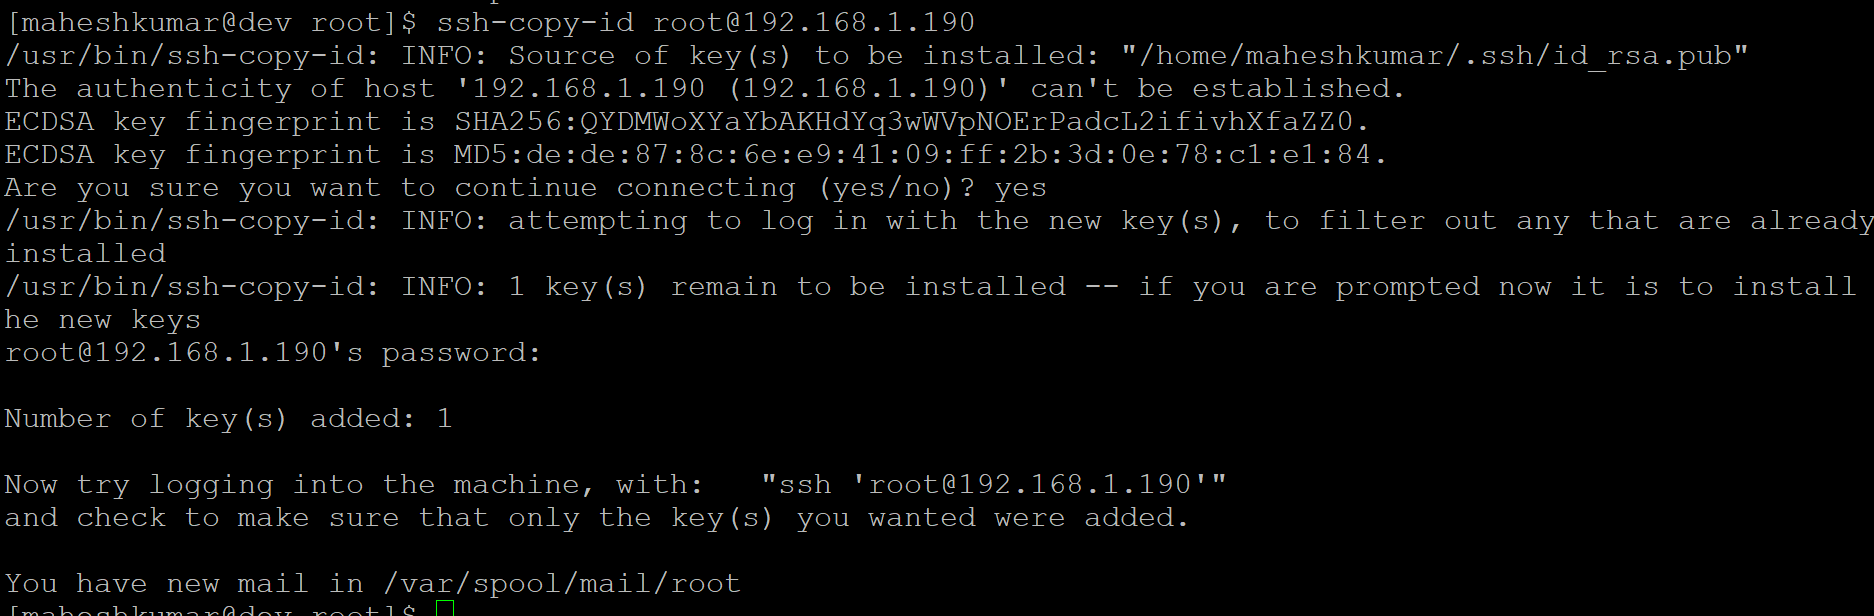 [maheshkumar@dev root]$ ssh-copy-id root@192.168.1.190
/usr/bin/ssh-copy-id: INFO: Source of key(s) to be installed: "/home/maheshkumar/.ssh/id_rsa.pub"
The authenticity of host '192.168.1.190 (192.168.1.190)' can't be established.
ECDSA key fingerprint is SHA256:QYDMWoXYaYbAKHdYq3wWVpNOErPadcL2ifivhXfaZZ0.
ECDSA key fingerprint is MD5:de:de:87:8c:6e:e9:41:09:ff:2b:3d:0e:78:c1:e1:84.
Are you sure you want to continue connecting (yes/no)? yes
/usr/bin/ssh-copy-id: INFO: attempting to log in with the new key(s), to filter out any that are already
installed
/usr/bin/ssh-copy-id: INFO: 1 key(s) remain to be installed -- if you are prompted now it is to install
he new keys
root@192.168.1.190's password:
Number of key(s) added: 1
Now try logging into the machine, with:   "ssh 'root@192.168.1.190'"
and check to make sure that only the key(s) you wanted were added.
You have new mail in /var/spool/mail/root
[maheshkumar@dev root]$